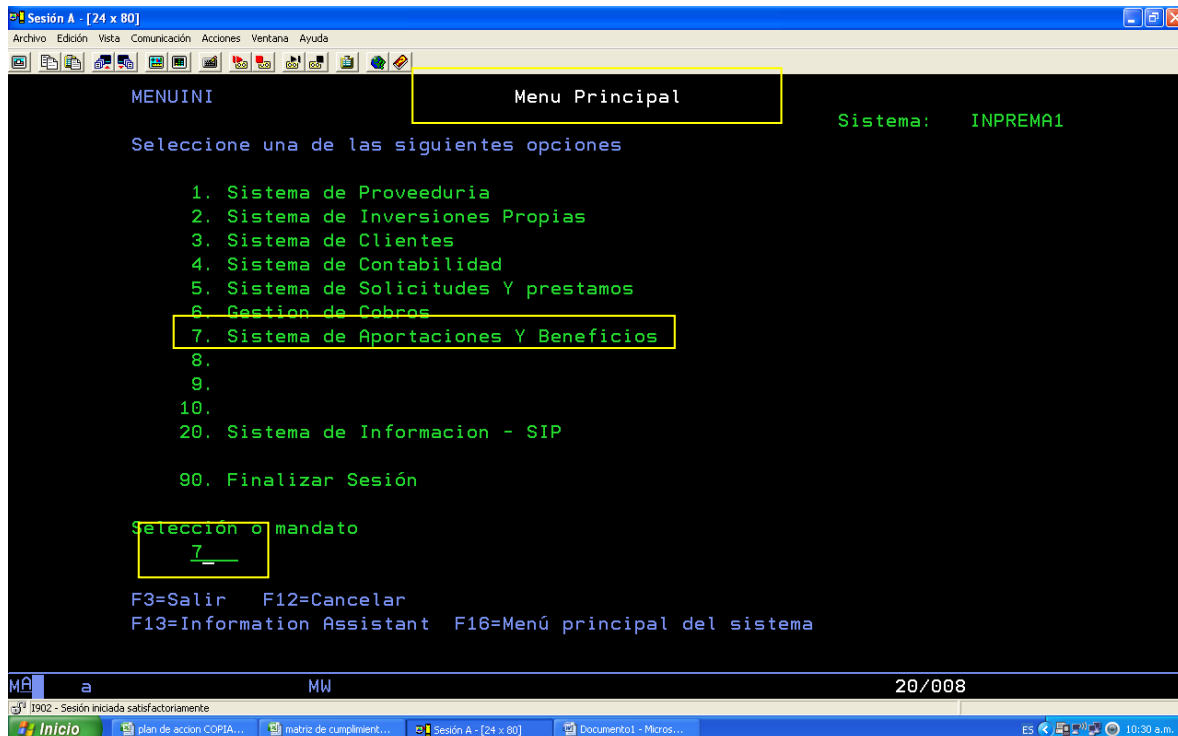 Sesión A - [24 x 80]
Archivo Edición Vista Comunicación Acciones Ventana Ayuda
MENUINI Menu Principal
Sistema: INPREMA1
Seleccione una de las siguientes opciones
1. Sistema de Proveeduria
2. Sistema de Inversiones Propias
3. Sistema de Clientes
4. Sistema de Contabilidad
5. Sistema de Solicitudes Y prestamos
6. Gestion de Cobros
7. Sistema de Aportaciones Y Beneficios
8.
9.
10.
20. Sistema de Informacion - SIP
90. Finalizar Sesión
Selección o mandato
7
F3=Salir F12=Cancelar
F13=Information Assistant F16=Menú principal del sistema
MA a MW 20/008
I902 - Sesión iniciada satisfactoriamente
Inicio plan de accion COPIA... matriz de cumplimient... Sesión A - [24 x 80] Documento1 - Micros... ES 10:30 a.m.